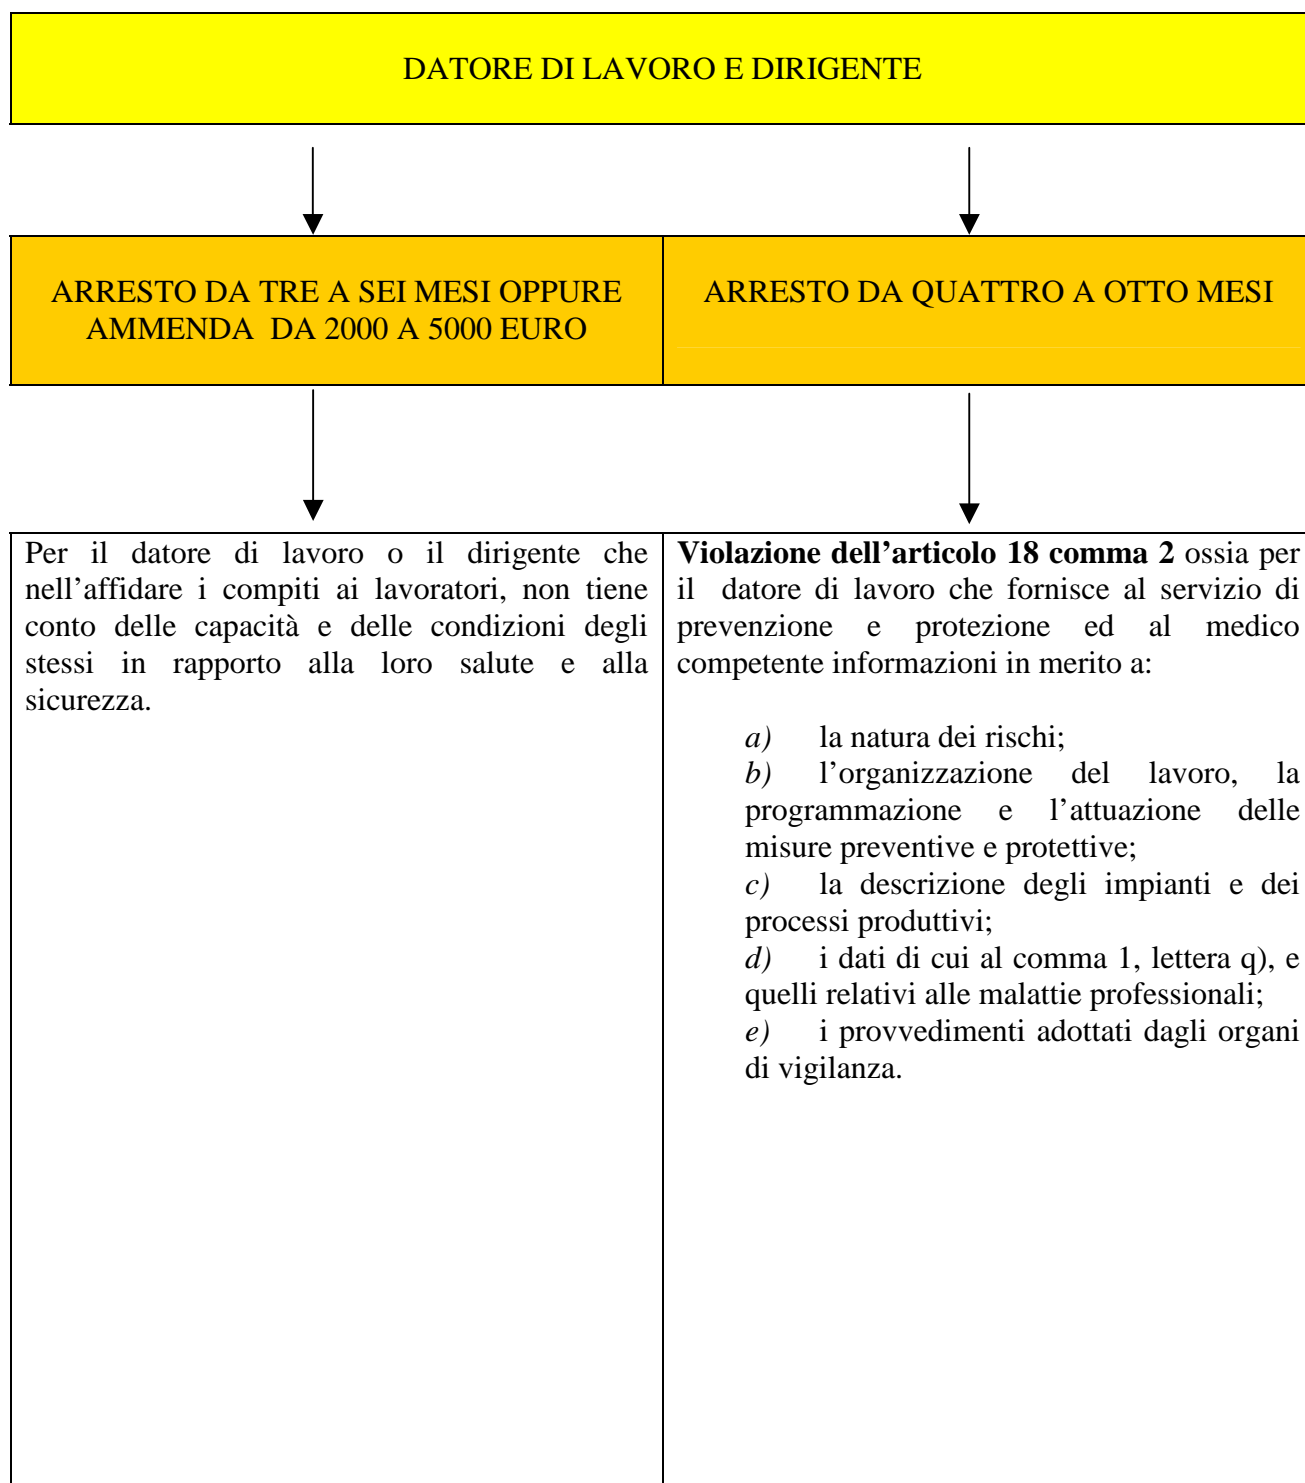 DATORE DI LAVORO E DIRIGENTE
ARRESTO DA TRE A SEI MESI OPPURE
AMMENDA DA 2000 A 5000 EURO
ARRESTO DA QUATTRO A OTTO MESI
Per il datore di lavoro o il dirigente che
nell’affidare i compiti ai lavoratori, non tiene
conto delle capacità e delle condizioni degli
stessi in rapporto alla loro salute e alla
sicurezza.
Violazione dell’articolo 18 comma 2 ossia per
il datore di lavoro che fornisce al servizio di
prevenzione e protezione ed al medico
competente informazioni in merito a:
a) la natura dei rischi;
b) l’organizzazione del lavoro, la
programmazione e l’attuazione delle
misure preventive e protettive;
c) la descrizione degli impianti e dei
processi produttivi;
d) i dati di cui al comma 1, lettera q), e
quelli relativi alle malattie professionali;
e) i provvedimenti adottati dagli organi
di vigilanza.